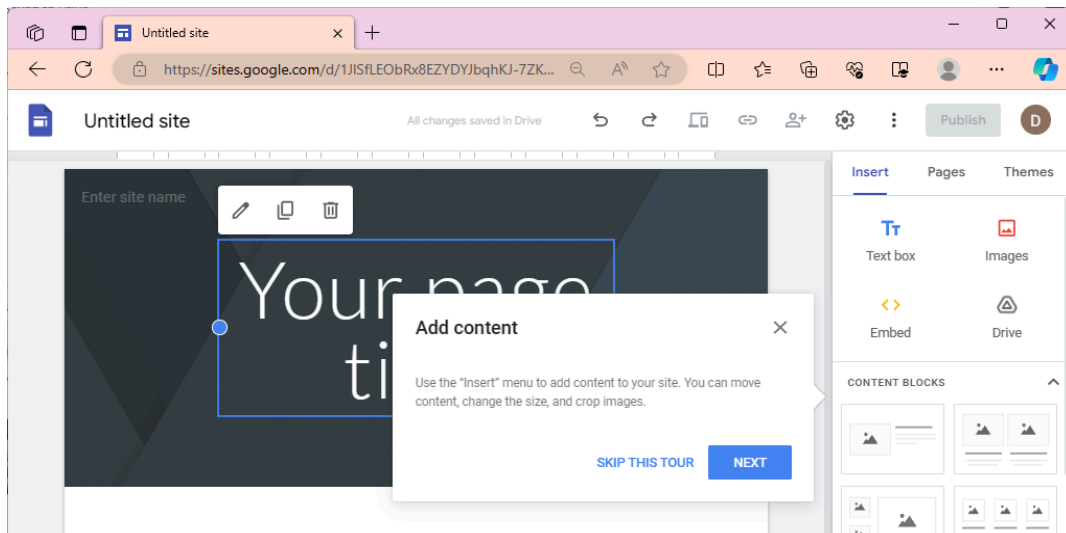 Untitled site
https://sites.google.com/d/1JlSfLEObRx8EZYDYJbqhKJ-7ZK...
Untitled site
All changes saved in Drive
Publish
D
Insert Pages Themes
Enter site name
Your page
ti
Text box Images
Embed Drive
Add content
Use the "Insert" menu to add content to your site. You can move
content, change the size, and crop images.
SKIP THIS TOUR NEXT
CONTENT BLOCKS